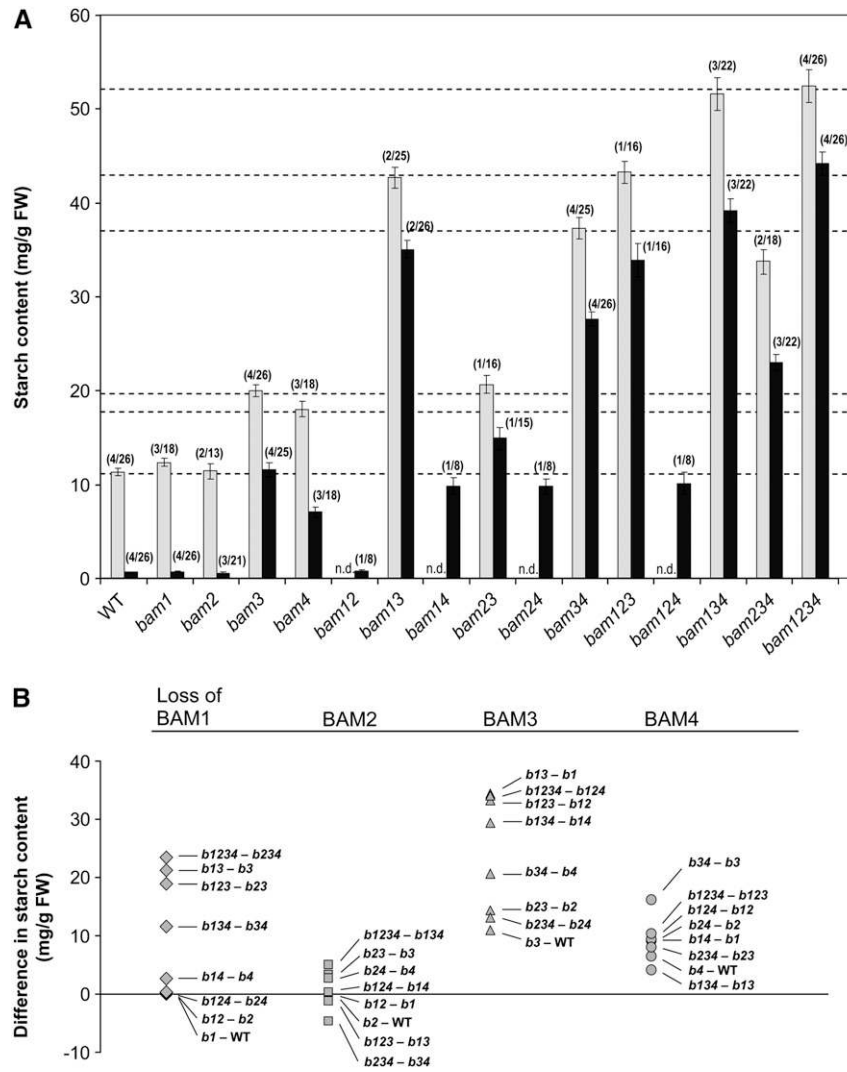 A
60
50
40
30
20
10
0
Starch content (mg/g FW)
(4/26)
(4/26)
(3/18)
(4/26)
(2/13)
(3/21)
(4/26)
(4/25)
(3/18)
(3/18)
n.d.
(1/8)
(2/25)
(2/26)
n.d.
(1/8)
(1/16)
(1/15)
n.d.
(1/8)
(4/25)
(4/26)
(1/16)
(1/16)
n.d.
(1/8)
(3/22)
(3/22)
(2/18)
(3/22)
(4/26)
(4/26)
WT
bam1
bam2
bam3
bam4
bam12
bam13
bam14
bam23
bam24
bam34
bam123
bam124
bam134
bam234
bam1234
B
Loss of
BAM1
BAM2
BAM3
BAM4
40
30
20
10
0
-10
Difference in starch content
(mg/g FW)
b1234 – b234
b13 – b3
b123 – b23
b134 – b34
b14 – b4
b124 – b24
b12 – b2
b1 – WT
b1234 – b134
b23 – b3
b24 – b4
b124 – b14
b12 – b1
b2 – WT
b123 – b13
b234 – b34
b13 – b1
b1234 – b124
b123 – b12
b134 – b14
b34 – b4
b23 – b2
b234 – b24
b3 – WT
b34 – b3
b1234 – b123
b124 – b12
b24 – b2
b14 – b1
b234 – b23
b4 – WT
b134 – b13